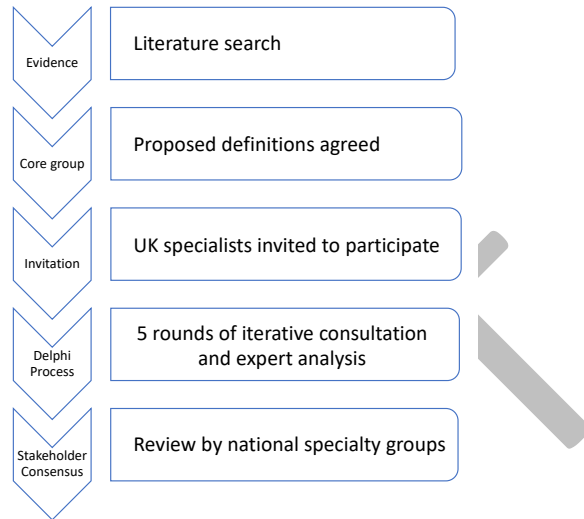 Evidence
Literature search
Core group
Proposed definitions agreed
Invitation
UK specialists invited to participate
Delphi
Process
5 rounds of iterative consultation
and expert analysis
Stakeholder
Consensus
Review by national specialty groups